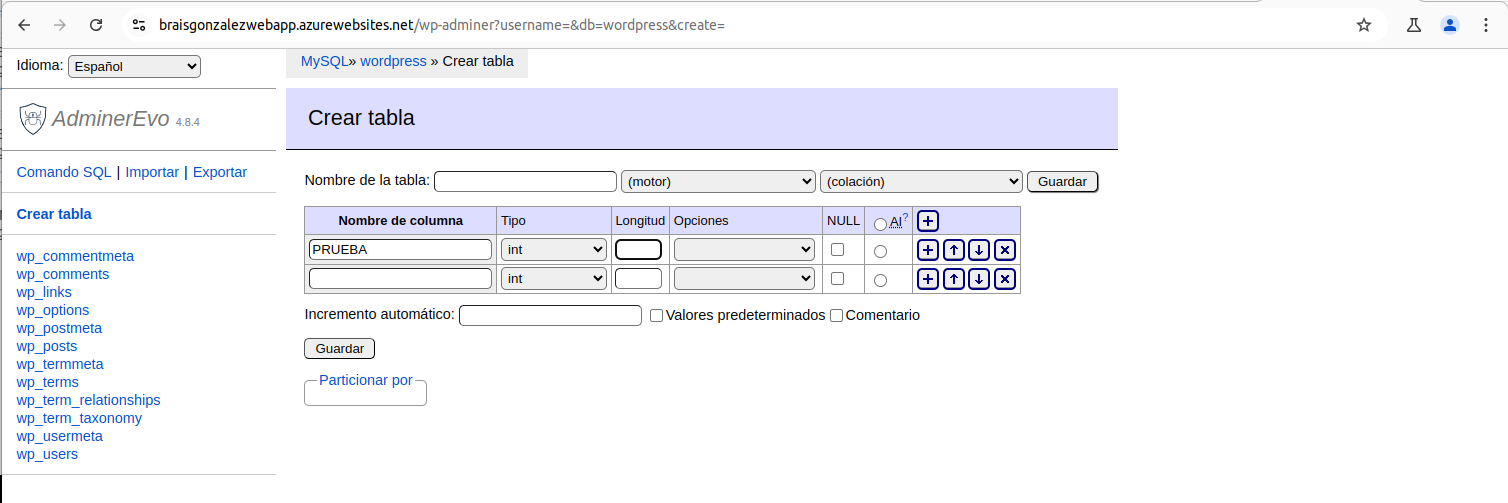 braisgonzalezwebapp.azurewebsites.net/wp-adminer?username=&db=wordpress&create=
Idioma: Español
MySQL» wordpress » Crear tabla
AdminerEvo 4.8.4
Crear tabla
Comando SQL | Importar | Exportar
Crear tabla
wp_commentmeta
wp_comments
wp_links
wp_options
wp_postmeta
wp_posts
wp_termmeta
wp_terms
wp_term_relationships
wp_term_taxonomy
wp_usermeta
wp_users
Nombre de la tabla: (motor) (colación) Guardar
Nombre de columna Tipo Longitud Opciones NULL AI?
PRUEBA int
int
Incremento automático: Valores predeterminados Comentario
Guardar
Particionar por